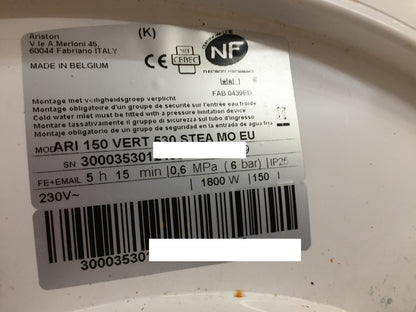 Ariston
V.le A.Merloni 45,
60044 Fabriano ITALY
(K)
MADE IN BELGIUM
CEBEC
NF
ELECTRICITE PERFORMANCE
FAB 0439ED
Montage met veiligheidsgroep verplicht
Montage obligatoire d'un groupe de sécurité sur l'entrée eau froide
Cold water inlet must be fitted with a pressure limitation device
Montare tassativamente il gruppo di sicurezza sul tubo d'ingresso
Montaje obligatorio de un grupo de seguridad en la entrada de agua fria
MOD ARI 150 VERT 530 STEA MO EU
SN 300035301
FE+EMAIL 5 h 15 min 0,6 MPa (6 bar) IP25
230V~ 1800 W 150 l
300035301